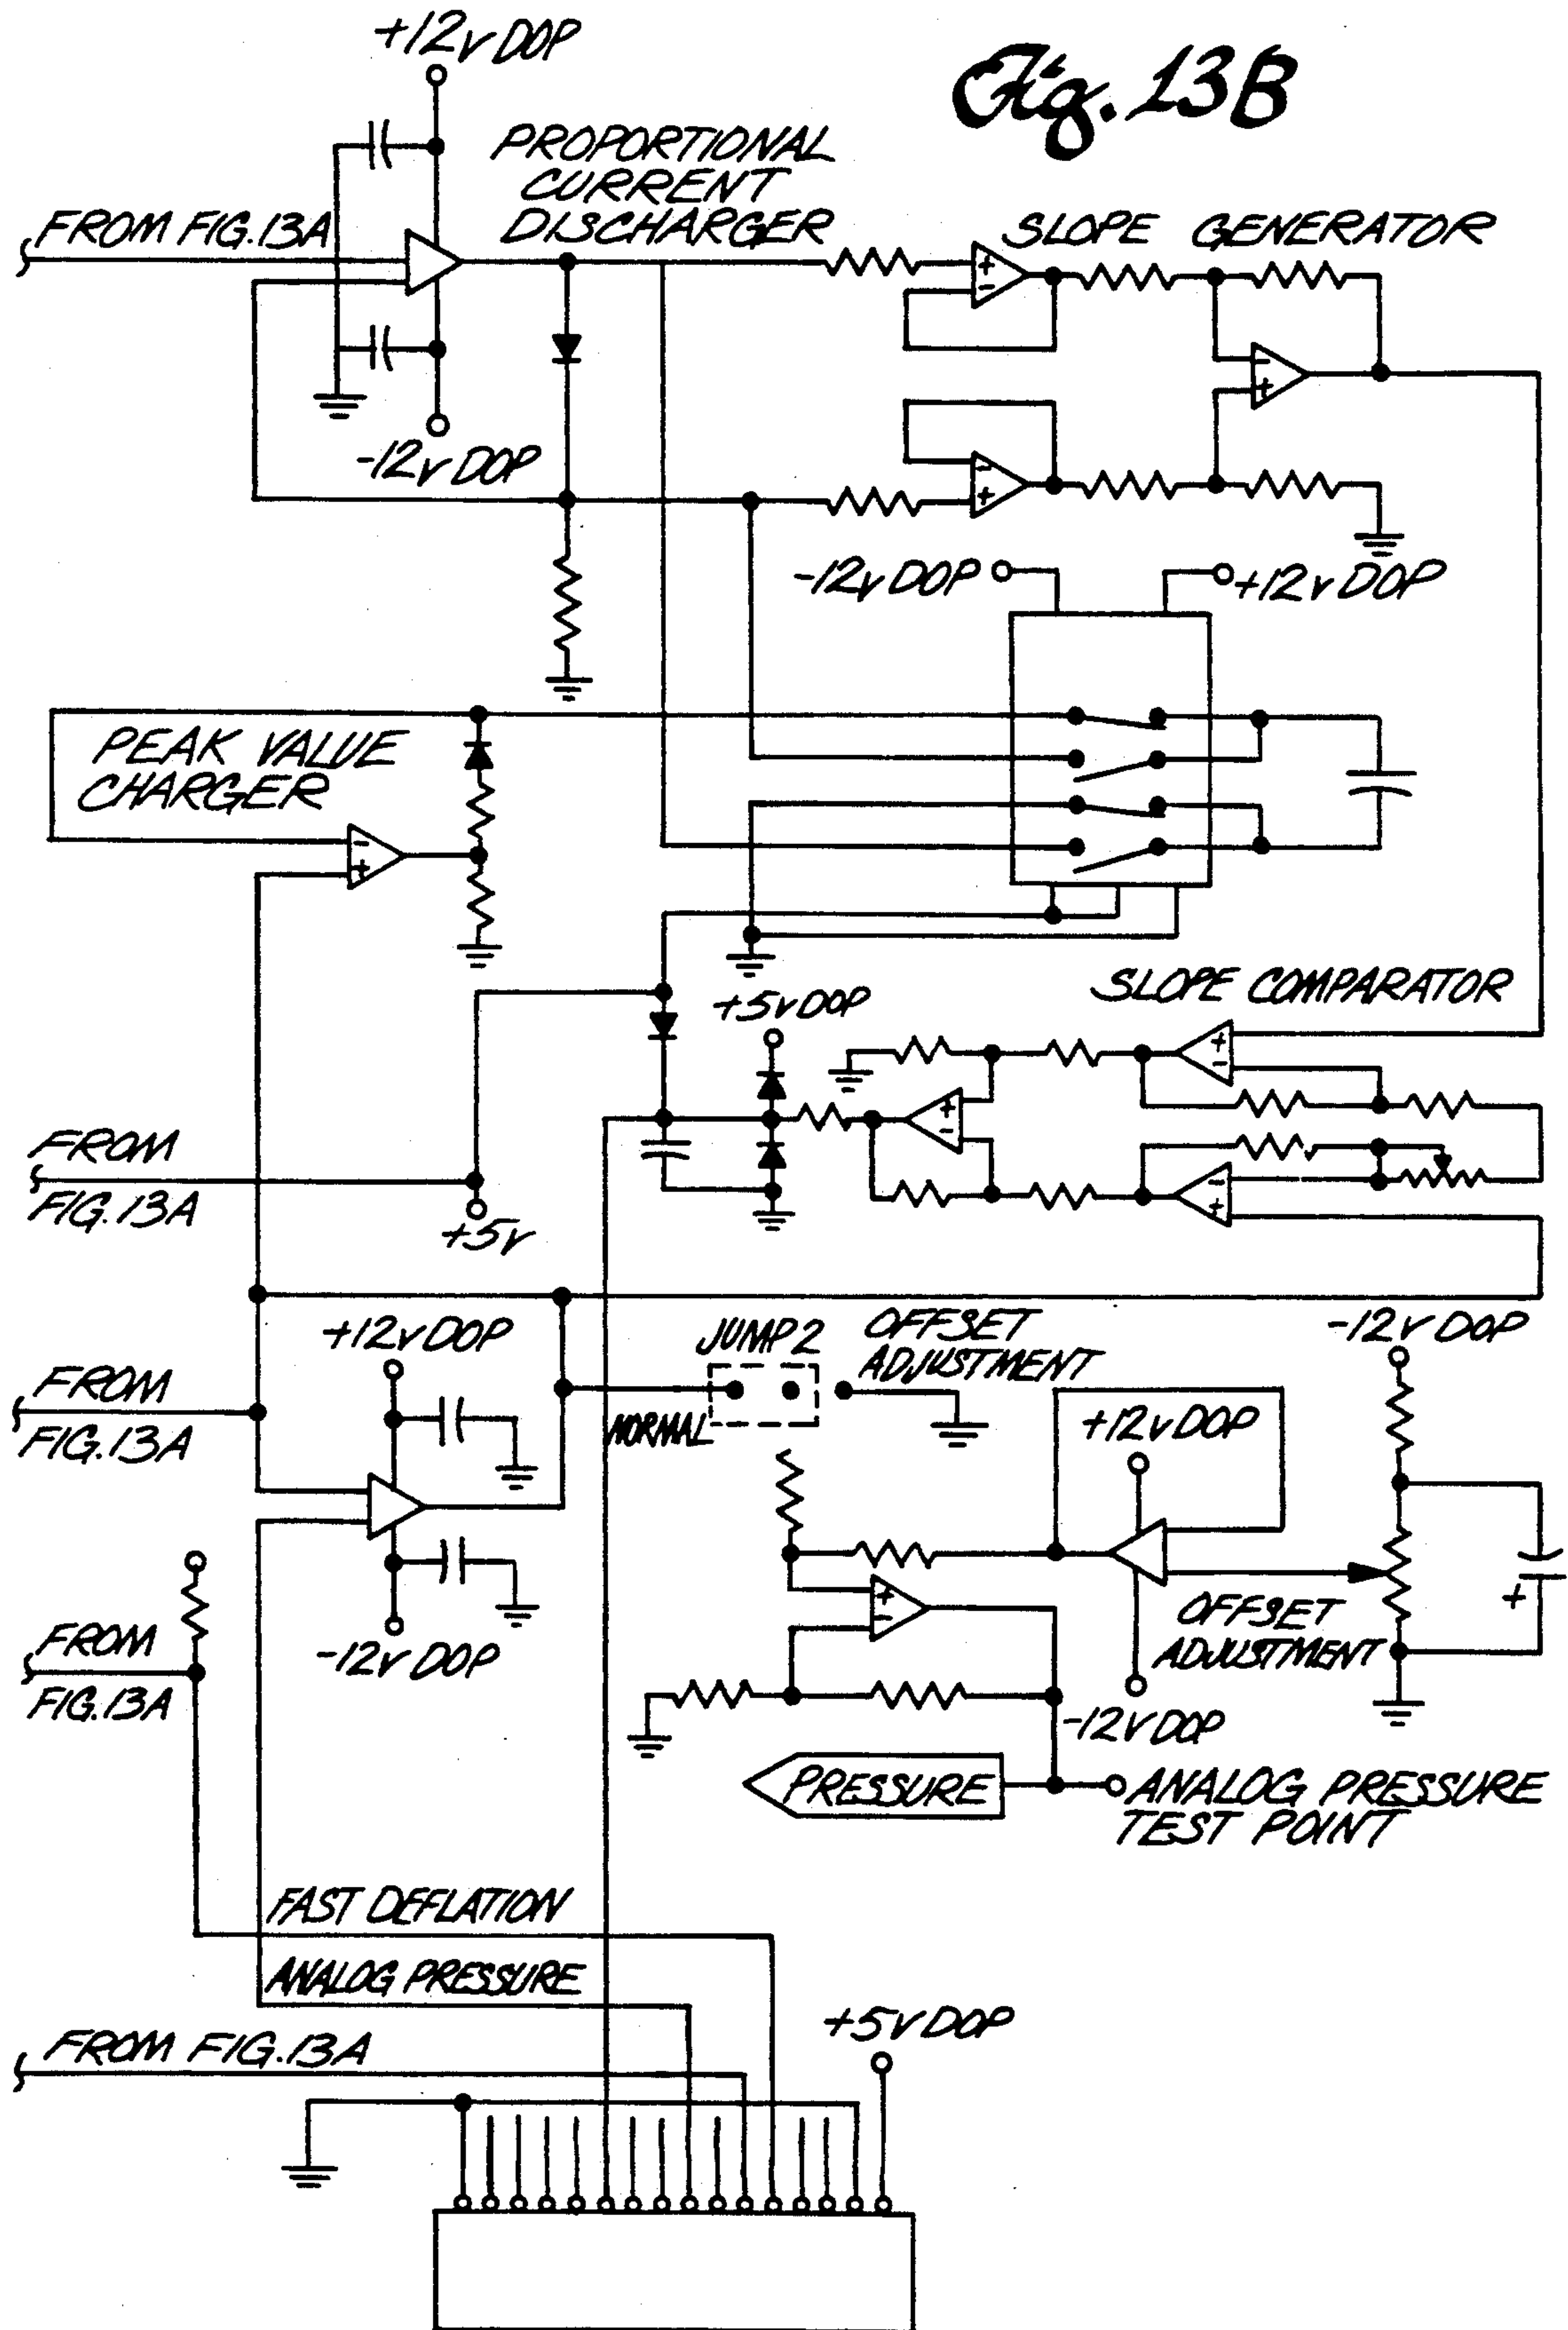 +12V DOP
Fig. 13B
PROPORTIONAL
CURRENT
DISCHARGER
FROM FIG. 13A
SLOPE GENERATOR
+
-
-
+
-12V DOP
-
+
-12V DOP
+12V DOP
PEAK VALUE
CHARGER
-
+
SLOPE COMPARATOR
+5V DOP
+
-
+
-
FROM
FIG. 13A
-
+
+5V
-12V DOP
+12V DOP
JUMP 2
OFFSET
ADJUSTMENT
FROM
FIG. 13A
NORMAL
+12V DOP
+
-
+
OFFSET
ADJUSTMENT
FROM
FIG. 13A
-12V DOP
-12V DOP
PRESSURE
ANALOG PRESSURE
TEST POINT
FAST DEFLATION
ANALOG PRESSURE
FROM FIG. 13A
+5V DOP